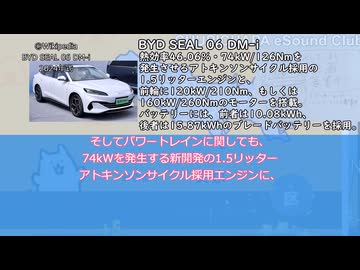 @Wikipedia
BYD SEAL 06 DM-i
2024年西
BYD SEAL 06 DM-i
熱効率46.06%・74kW/126Nmを
発生させるアトキンソンサイクル採用の
1.5リッターエンジンと、
前輪に120kW/210Nm、もしくは
160kW/260Nmのモーターを搭載。
バッテリーには、前者は10.08kWh、
後者は15.87kWhのブレードバッテリーを採用。
A eSound Club
そしてパワートレインに関しても、
74kWを発生する新開発の1.5リッター
アトキンソンサイクル採用エンジンに、